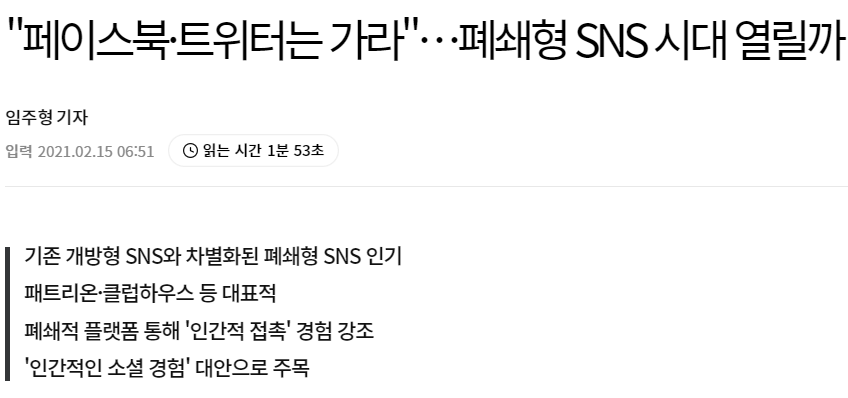 "페이스북·트위터는 가라"…폐쇄형 SNS 시대 열릴까
임주형 기자
입력 2021.02.15 06:51 읽는 시간 1분 53초
기존 개방형 SNS와 차별화된 폐쇄형 SNS 인기
패트리온·클럽하우스 등 대표적
폐쇄적 플랫폼 통해 '인간적 접촉' 경험 강조
'인간적인 소셜 경험' 대안으로 주목